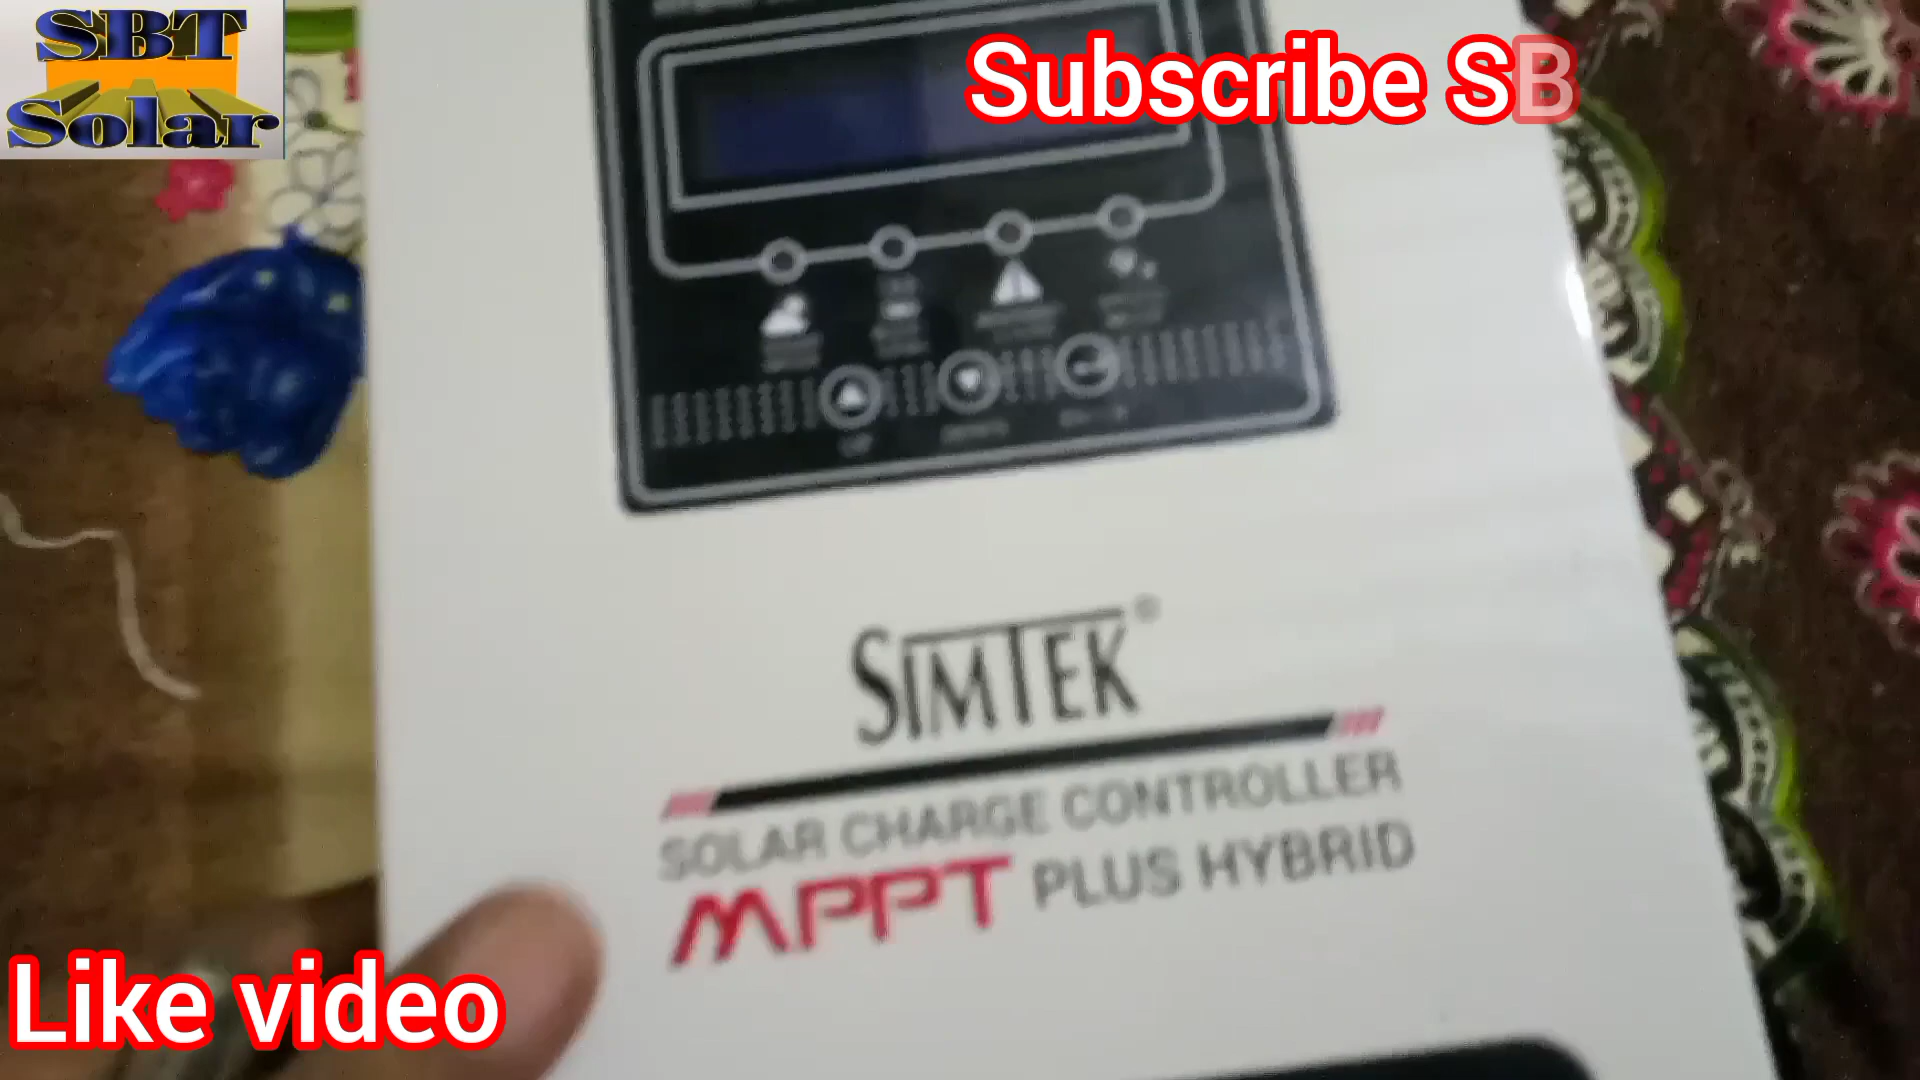 SBT
Solar
Subscribe SB
SIMTEK®
SOLAR CHARGE CONTROLLER
MPPT PLUS HYBRID
Like video